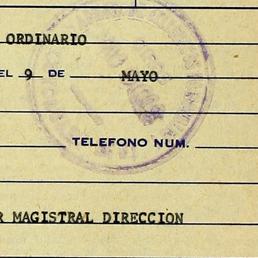 ORDINARIO
EL 9 DE MAYO
TELEFONO NUM.
R MAGISTRAL DIRECCION